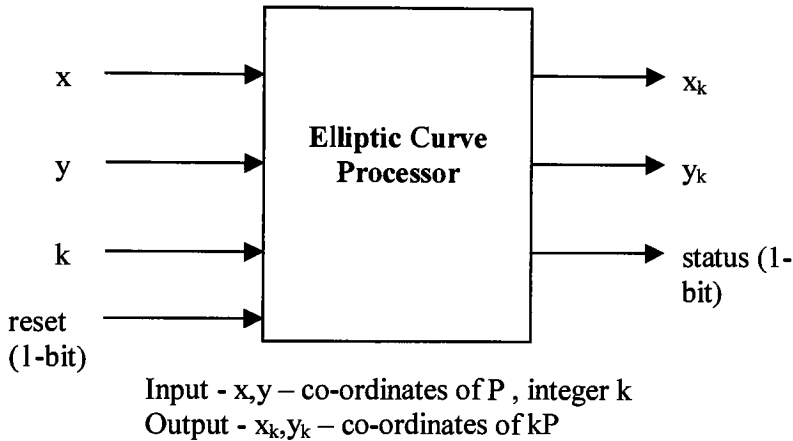 x
y
k
reset
(1-bit)
Elliptic Curve
Processor
xₖ
yₖ
status (1-
bit)
Input - x,y – co-ordinates of P , integer k
Output - xₖ,yₖ – co-ordinates of kP